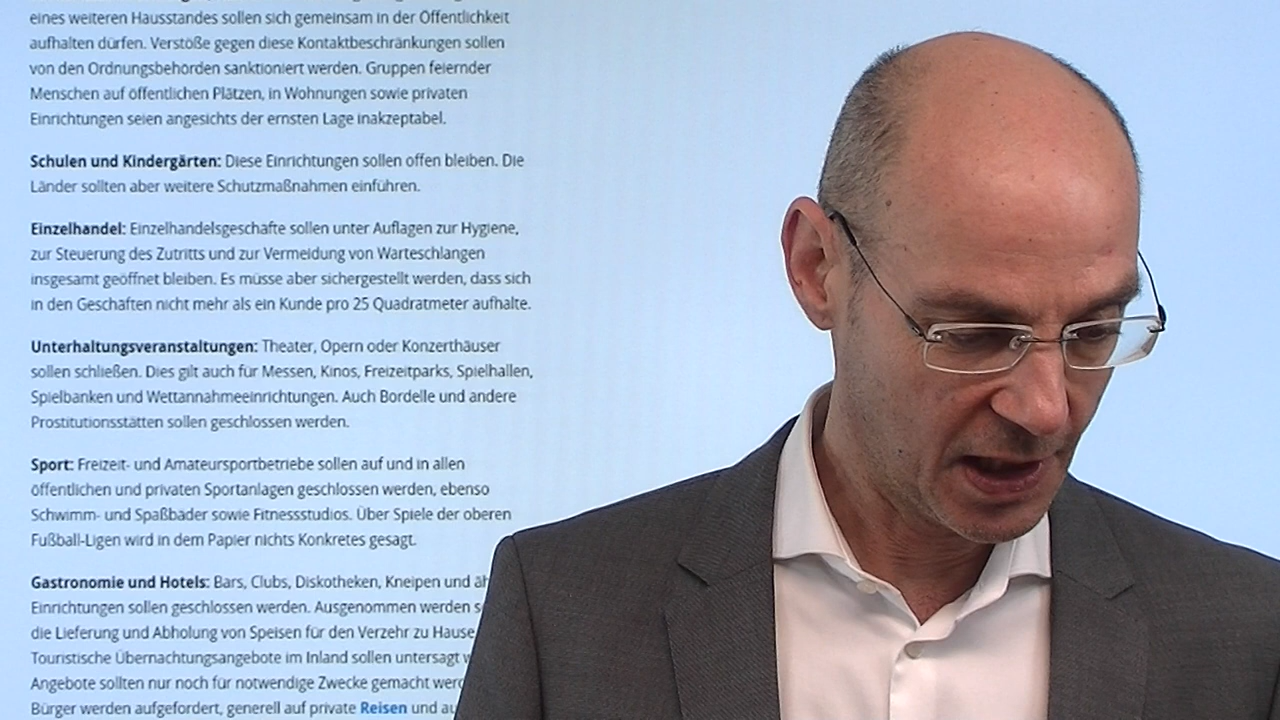 eines weiteren Hausstandes sollen sich gemeinsam in der Öffentlichkeit
aufhalten dürfen. Verstöße gegen diese Kontaktbeschränkungen sollen
von den Ordnungsbehörden sanktioniert werden. Gruppen feiernder
Menschen auf öffentlichen Plätzen, in Wohnungen sowie privaten
Einrichtungen seien angesichts der ernsten Lage inakzeptabel.
Schulen und Kindergärten: Diese Einrichtungen sollen offen bleiben. Die
Länder sollten aber weitere Schutzmaßnahmen einführen.
Einzelhandel: Einzelhandelsgeschäfte sollen unter Auflagen zur Hygiene,
zur Steuerung des Zutritts und zur Vermeidung von Warteschlangen
insgesamt geöffnet bleiben. Es müsse aber sichergestellt werden, dass sich
in den Geschäften nicht mehr als ein Kunde pro 25 Quadratmeter aufhalte.
Unterhaltungsveranstaltungen: Theater, Opern oder Konzerthäuser
sollen schließen. Dies gilt auch für Messen, Kinos, Freizeitparks, Spielhallen,
Spielbanken und Wettannahmeeinrichtungen. Auch Bordelle und andere
Prostitutionsstätten sollen geschlossen werden.
Sport: Freizeit- und Amateursportbetriebe sollen auf und in allen
öffentlichen und privaten Sportanlagen geschlossen werden, ebenso
Schwimm- und Spaßbäder sowie Fitnessstudios. Über Spiele der oberen
Fußball-Ligen wird in dem Papier nichts Konkretes gesagt.
Gastronomie und Hotels: Bars, Clubs, Diskotheken, Kneipen und
Einrichtungen sollen geschlossen werden. Ausgenommen werden
die Lieferung und Abholung von Speisen für den Verzehr zu Hause
Touristische Übernachtungsangebote im Inland sollen untersagt
Angebote sollten nur noch für notwendige Zwecke gemacht
Bürger werden aufgefordert, generell auf private Reisen und